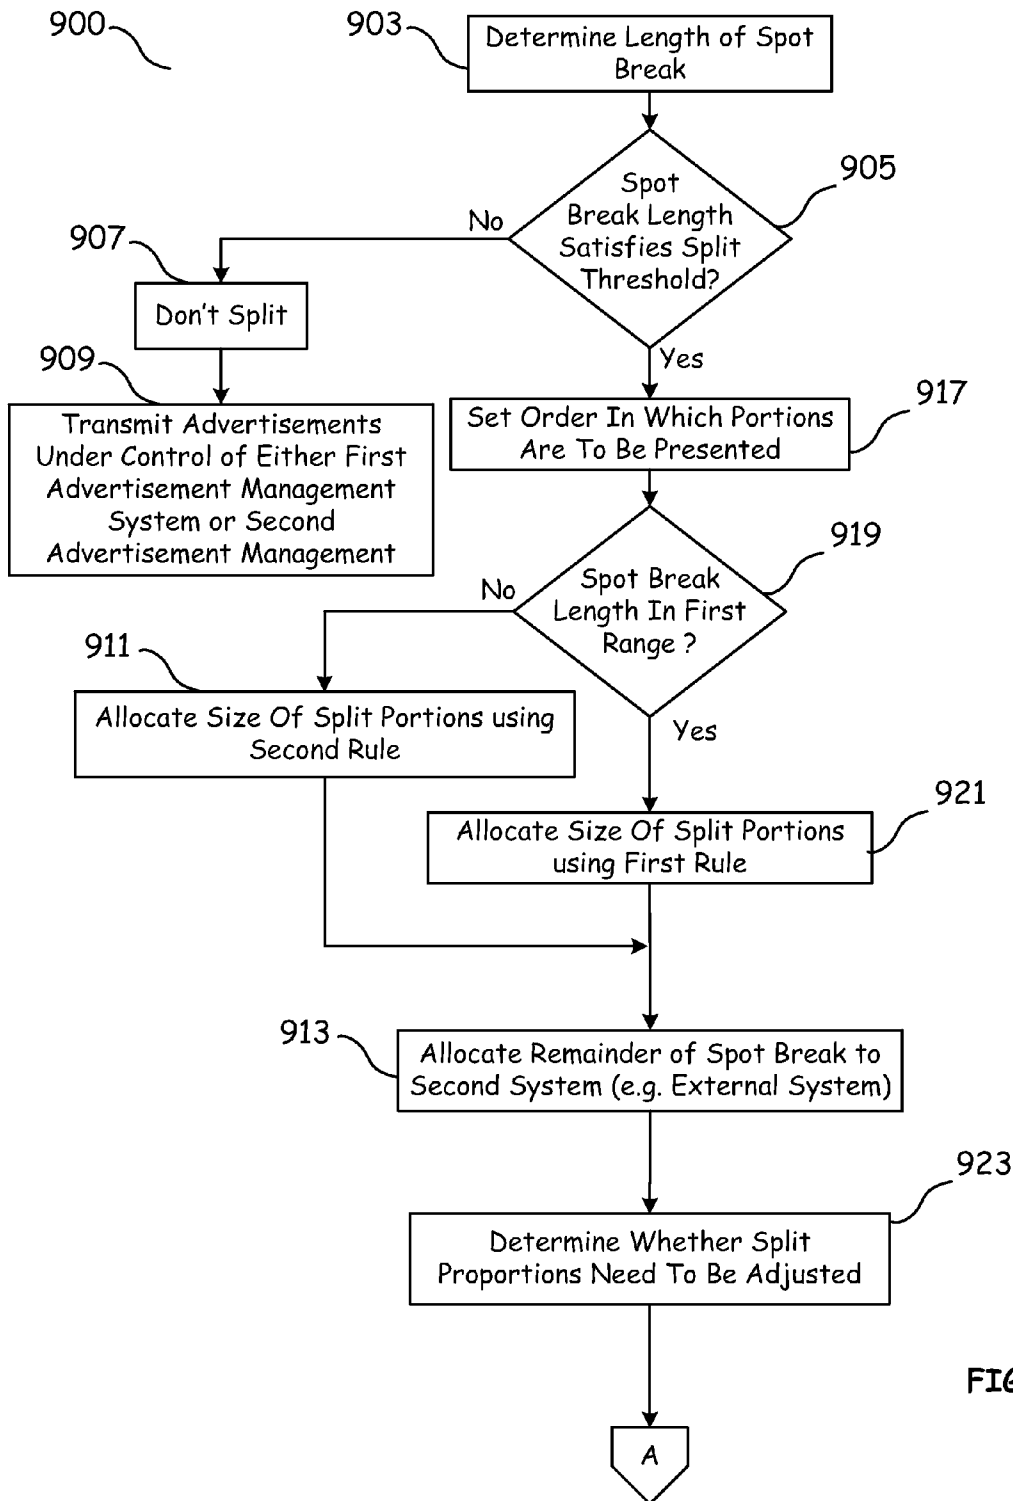 900
903
Determine Length of Spot
Break
905
Spot
Break Length
Satisfies Split
Threshold?
No
907
Don't Split
Yes
909
Transmit Advertisements
Under Control of Either First
Advertisement Management
System or Second
Advertisement Management
917
Set Order In Which Portions
Are To Be Presented
919
Spot Break
Length In First
Range ?
No
911
Allocate Size Of Split Portions using
Second Rule
Yes
921
Allocate Size Of Split Portions
using First Rule
913
Allocate Remainder of Spot Break to
Second System (e.g. External System)
923
Determine Whether Split
Proportions Need To Be Adjusted
A